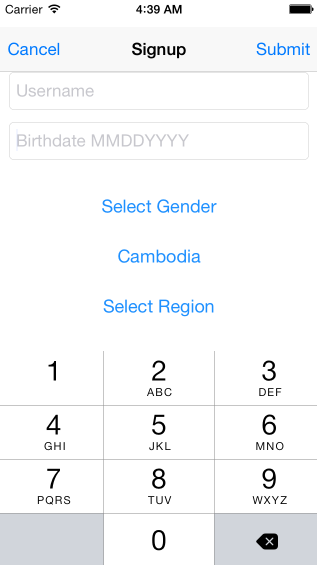 Carrier 4:39 AM
Cancel Signup Submit
Username
Birthdate MMDDYYYY
Select Gender
Cambodia
Select Region
1 2 3
ABC DEF
4 5 6
GHI JKL MNO
7 8 9
PQRS TUV WXYZ
0